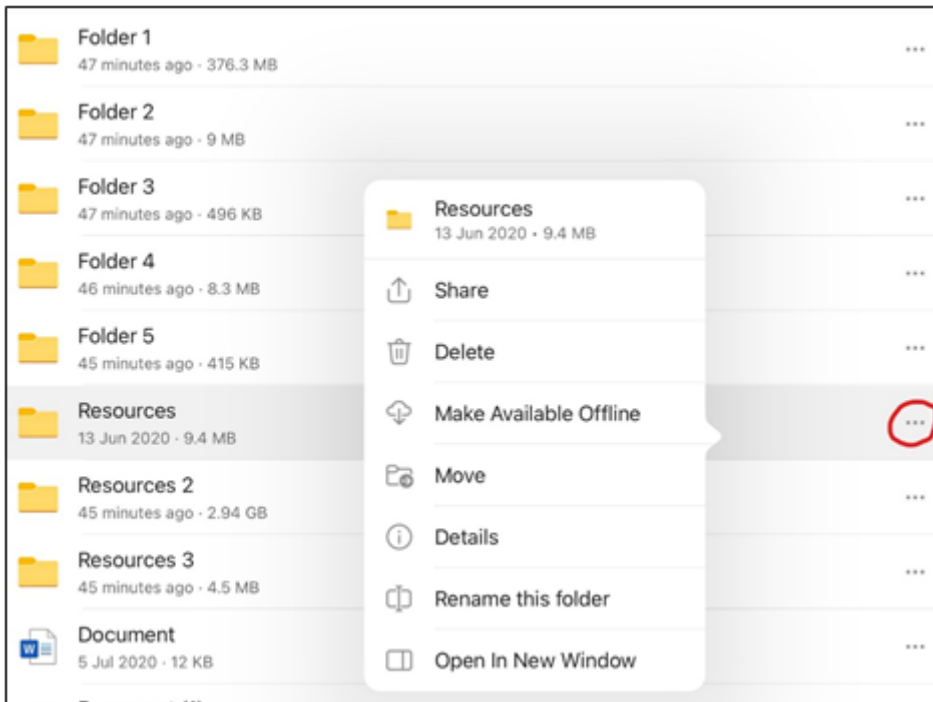 Folder 1
47 minutes ago · 376.3 MB
Folder 2
47 minutes ago · 9 MB
Folder 3
47 minutes ago · 496 KB
Folder 4
46 minutes ago · 8.3 MB
Folder 5
45 minutes ago · 415 KB
Resources
13 Jun 2020 · 9.4 MB
Resources 2
45 minutes ago · 2.94 GB
Resources 3
45 minutes ago · 4.5 MB
Document
5 Jul 2020 · 12 KB
Resources
13 Jun 2020 • 9.4 MB
Share
Delete
Make Available Offline
Move
Details
Rename this folder
Open In New Window